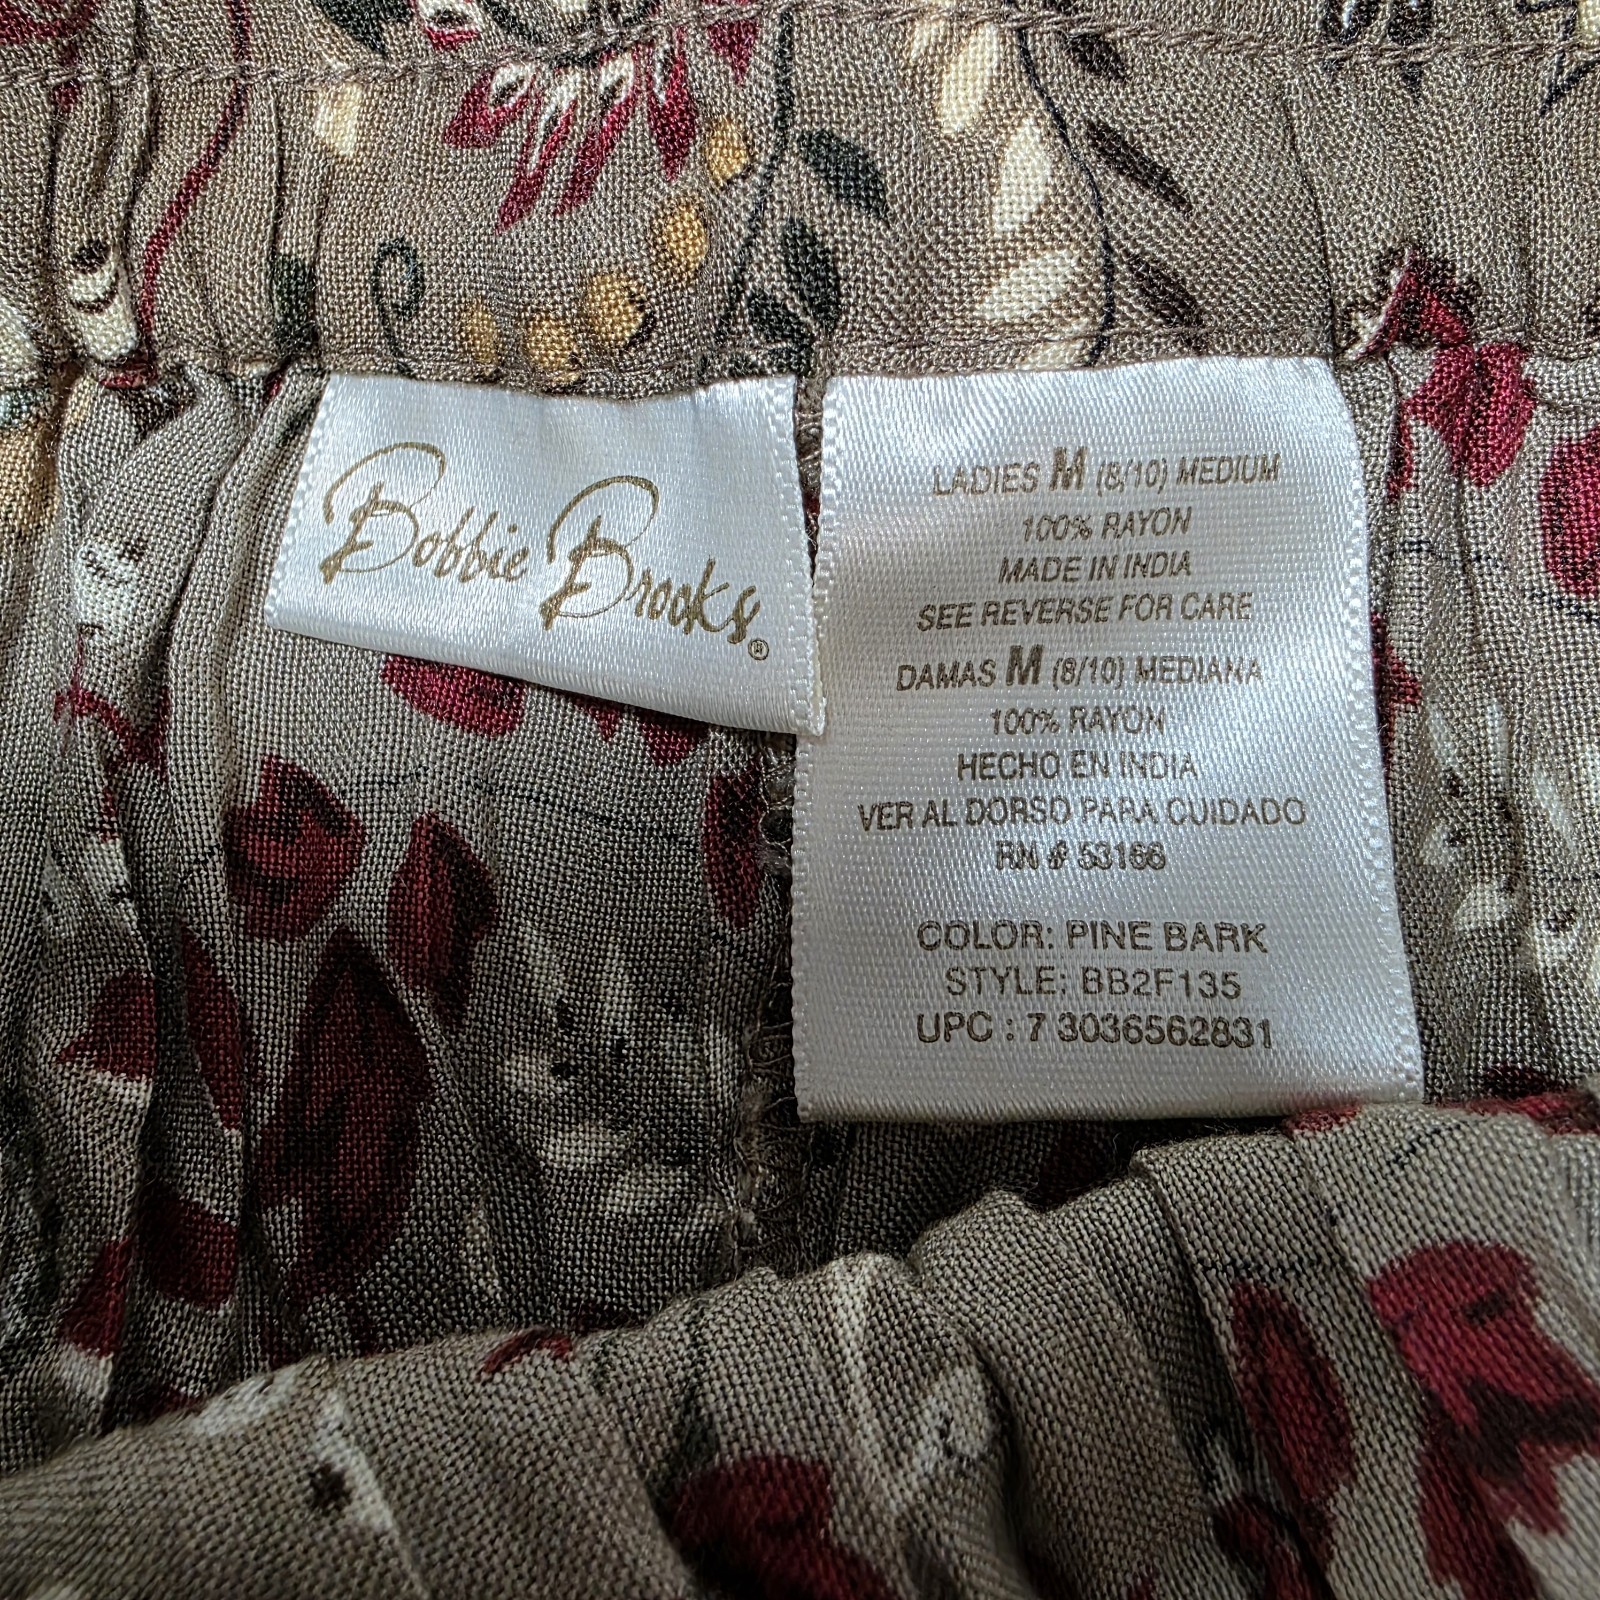 Bobbie Brooks®
LADIES M (8/10) MEDIUM
100% RAYON
MADE IN INDIA
SEE REVERSE FOR CARE
DAMAS M (8/10) MEDIANA
100% RAYON
HECHO EN INDIA
VER AL DORSO PARA CUIDADO
RN # 53166
COLOR: PINE BARK
STYLE: BB2F135
UPC : 7 3036562831